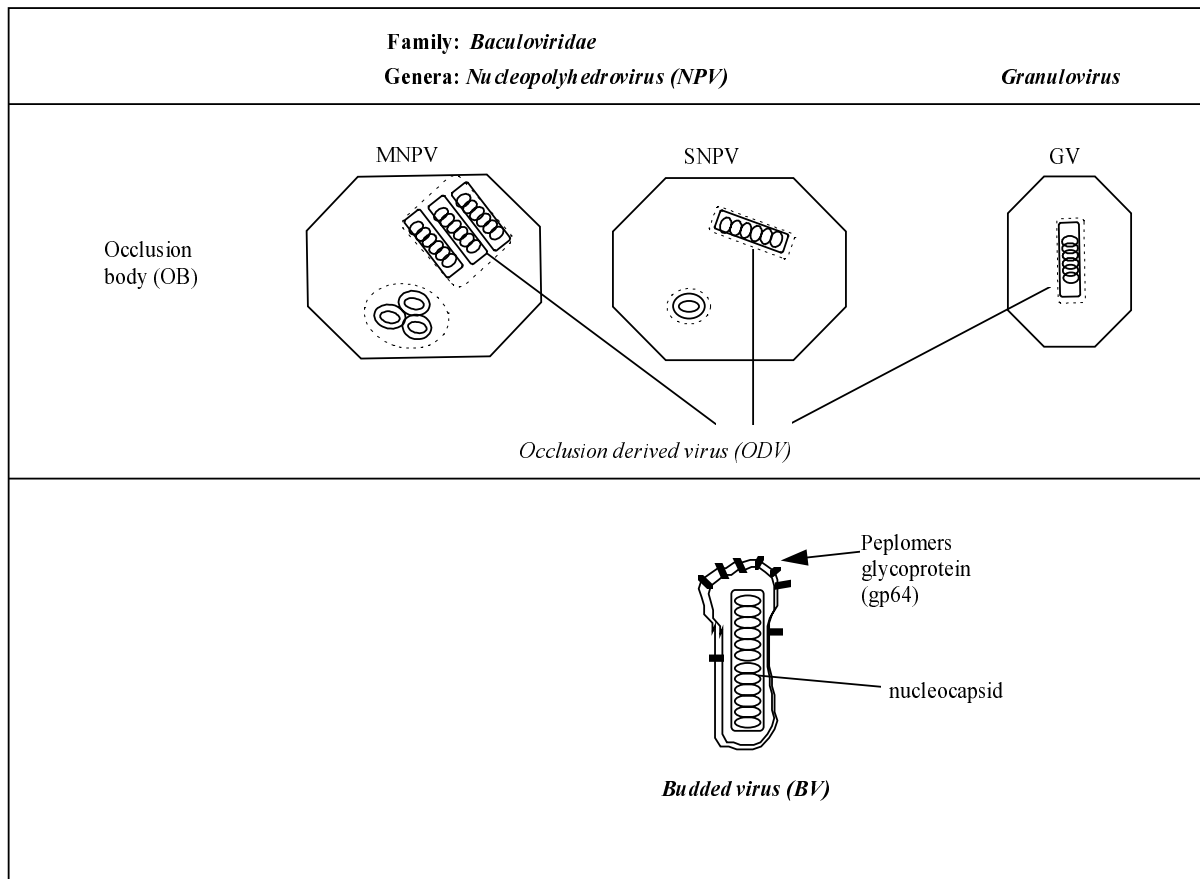 Family: Baculoviridae
Genera: Nucleopolyhedrovirus (NPV) Granulovirus
MNPV SNPV GV
Occlusion
body (OB)
Occlusion derived virus (ODV)
Peplomers
glycoprotein
(gp64)
nucleocapsid
Budded virus (BV)